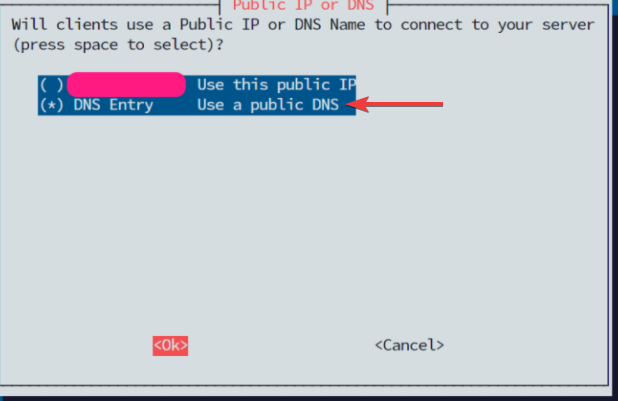 Public IP or DNS
Will clients use a Public IP or DNS Name to connect to your server
(press space to select)?
( ) Use this public IP
(*) DNS Entry Use a public DNS
<Ok> <Cancel>